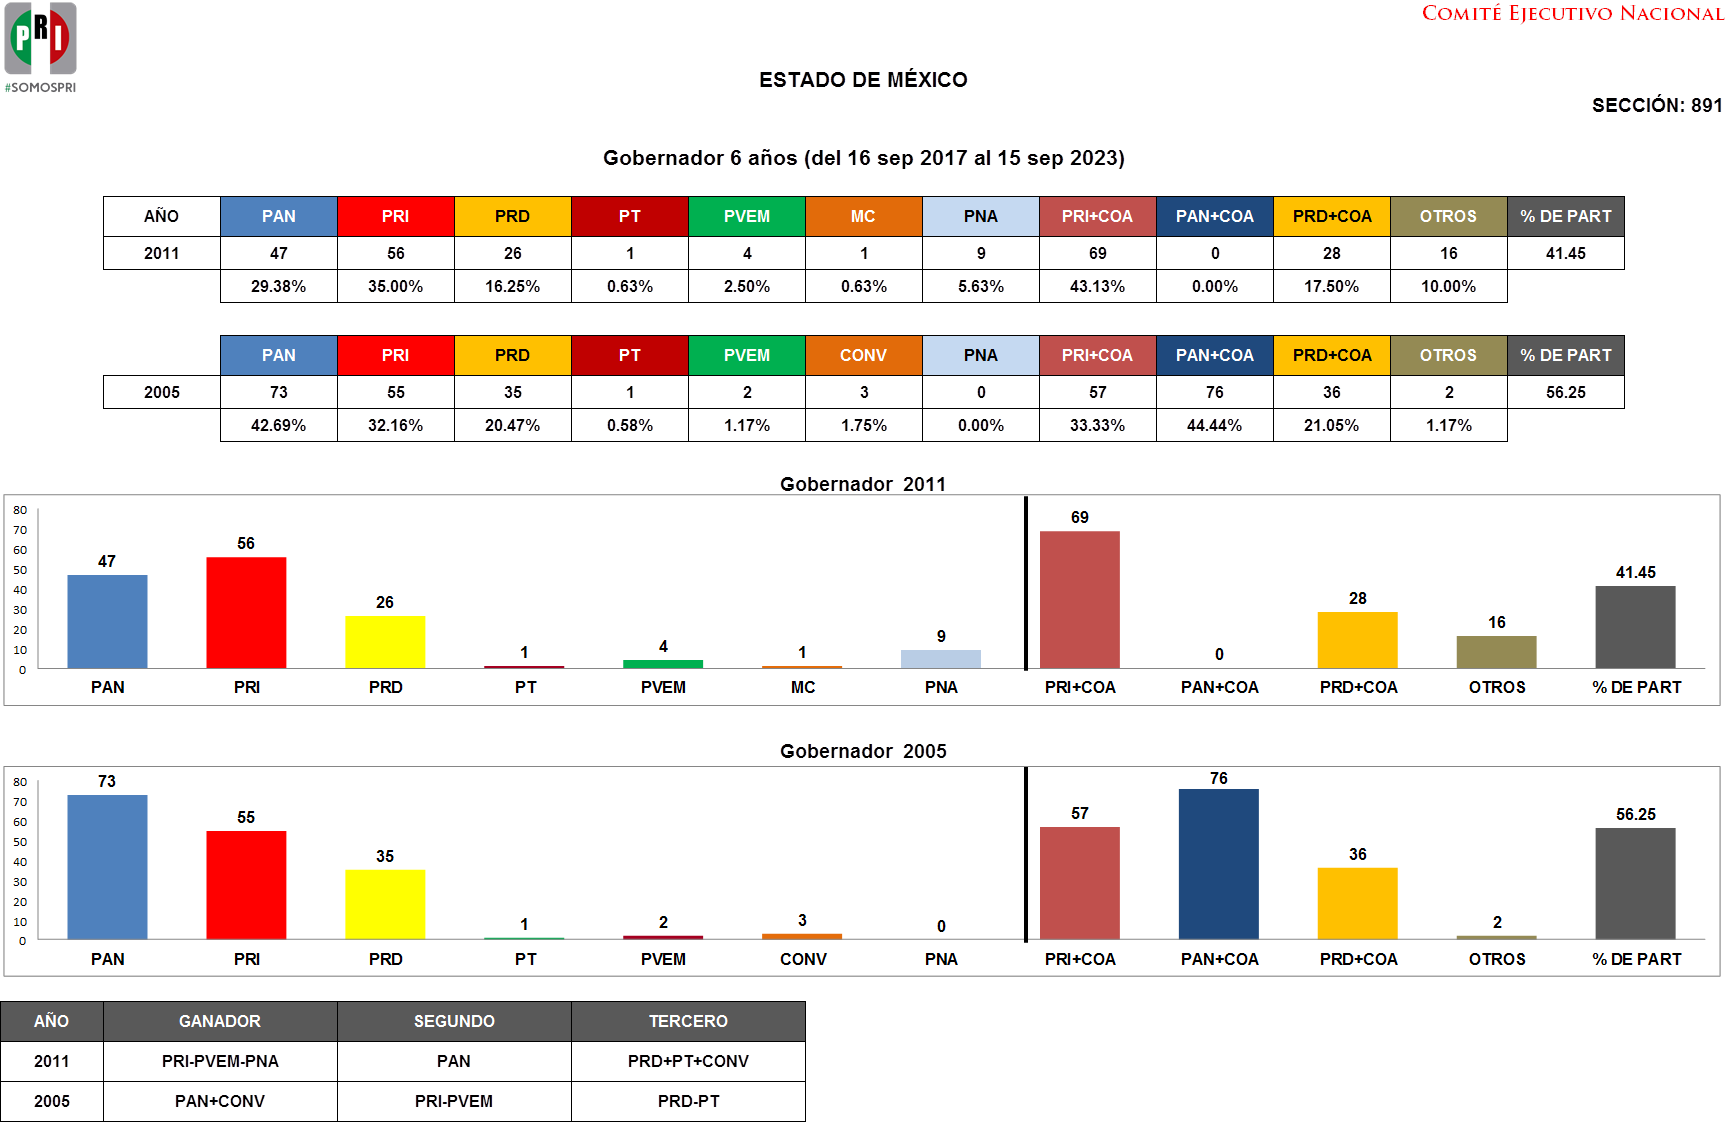 PRI
#SOMOSPRI
COMITÉ EJECUTIVO NACIONAL
ESTADO DE MÉXICO
SECCIÓN: 891
Gobernador 6 años (del 16 sep 2017 al 15 sep 2023)
AÑO PAN PRI PRD PT PVEM MC PNA PRI+COA PAN+COA PRD+COA OTROS % DE PART
2011 47 56 26 1 4 1 9 69 0 28 16 41.45
29.38% 35.00% 16.25% 0.63% 2.50% 0.63% 5.63% 43.13% 0.00% 17.50% 10.00%
PAN PRI PRD PT PVEM CONV PNA PRI+COA PAN+COA PRD+COA OTROS % DE PART
2005 73 55 35 1 2 3 0 57 76 36 2 56.25
42.69% 32.16% 20.47% 0.58% 1.17% 1.75% 0.00% 33.33% 44.44% 21.05% 1.17%
Gobernador 2011
80
70
60
50
40
30
20
10
0
47 56 26 1 4 1 9 69 0 28 16 41.45
PAN PRI PRD PT PVEM MC PNA PRI+COA PAN+COA PRD+COA OTROS % DE PART
Gobernador 2005
80
70
60
50
40
30
20
10
0
73 55 35 1 2 3 0 57 76 36 2 56.25
PAN PRI PRD PT PVEM CONV PNA PRI+COA PAN+COA PRD+COA OTROS % DE PART
AÑO GANADOR SEGUNDO TERCERO
2011 PRI-PVEM-PNA PAN PRD+PT+CONV
2005 PAN+CONV PRI-PVEM PRD-PT